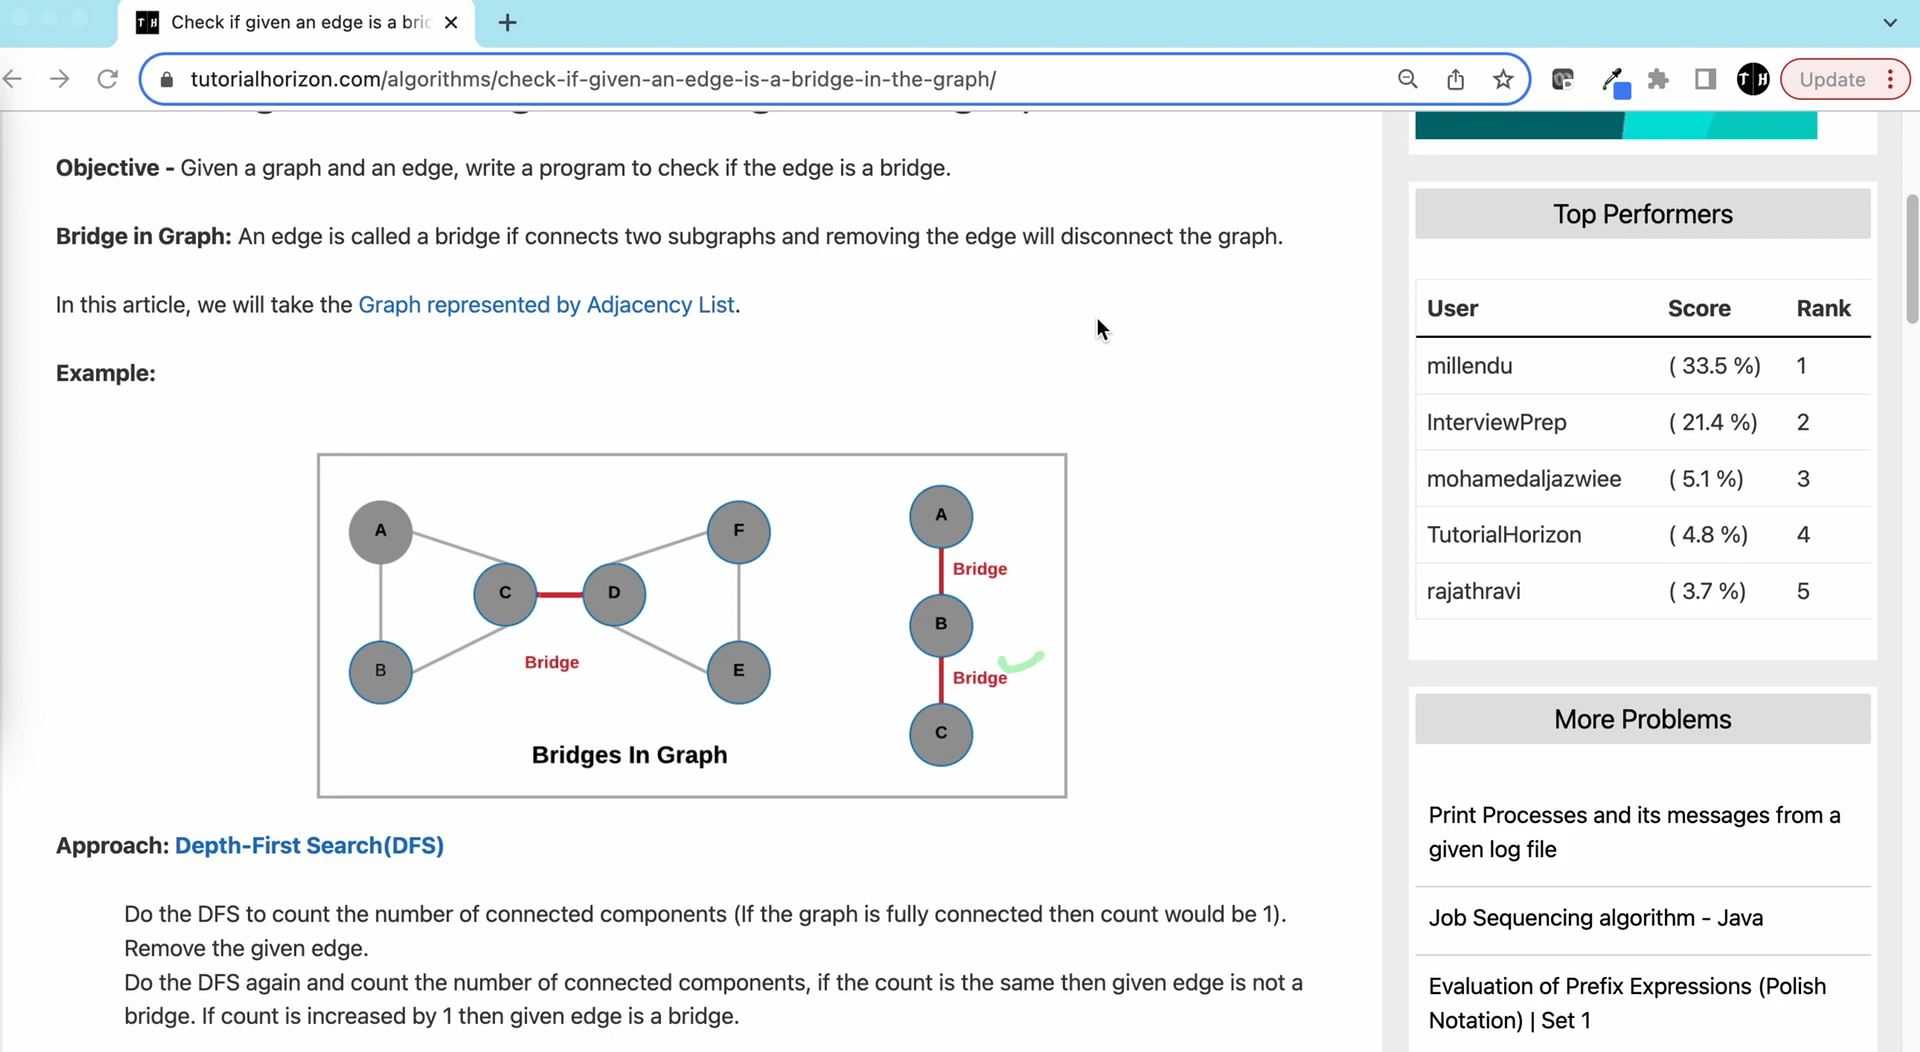 Check if given an edge is a bri
tutorialhorizon.com/algorithms/check-if-given-an-edge-is-a-bridge-in-the-graph/
Update
Objective - Given a graph and an edge, write a program to check if the edge is a bridge.
Bridge in Graph: An edge is called a bridge if connects two subgraphs and removing the edge will disconnect the graph.
In this article, we will take the Graph represented by Adjacency List.
Example:
A
F
C
D
B
E
Bridge
Bridges In Graph
A
Bridge
B
Bridge
C
Approach: Depth-First Search(DFS)
Do the DFS to count the number of connected components (If the graph is fully connected then count would be 1).
Remove the given edge.
Do the DFS again and count the number of connected components, if the count is the same then given edge is not a
bridge. If count is increased by 1 then given edge is a bridge.
Top Performers
User Score Rank
millendu ( 33.5 %) 1
InterviewPrep ( 21.4 %) 2
mohamedaljazwiee ( 5.1 %) 3
TutorialHorizon ( 4.8 %) 4
rajathravi ( 3.7 %) 5
More Problems
Print Processes and its messages from a
given log file
Job Sequencing algorithm - Java
Evaluation of Prefix Expressions (Polish
Notation) | Set 1